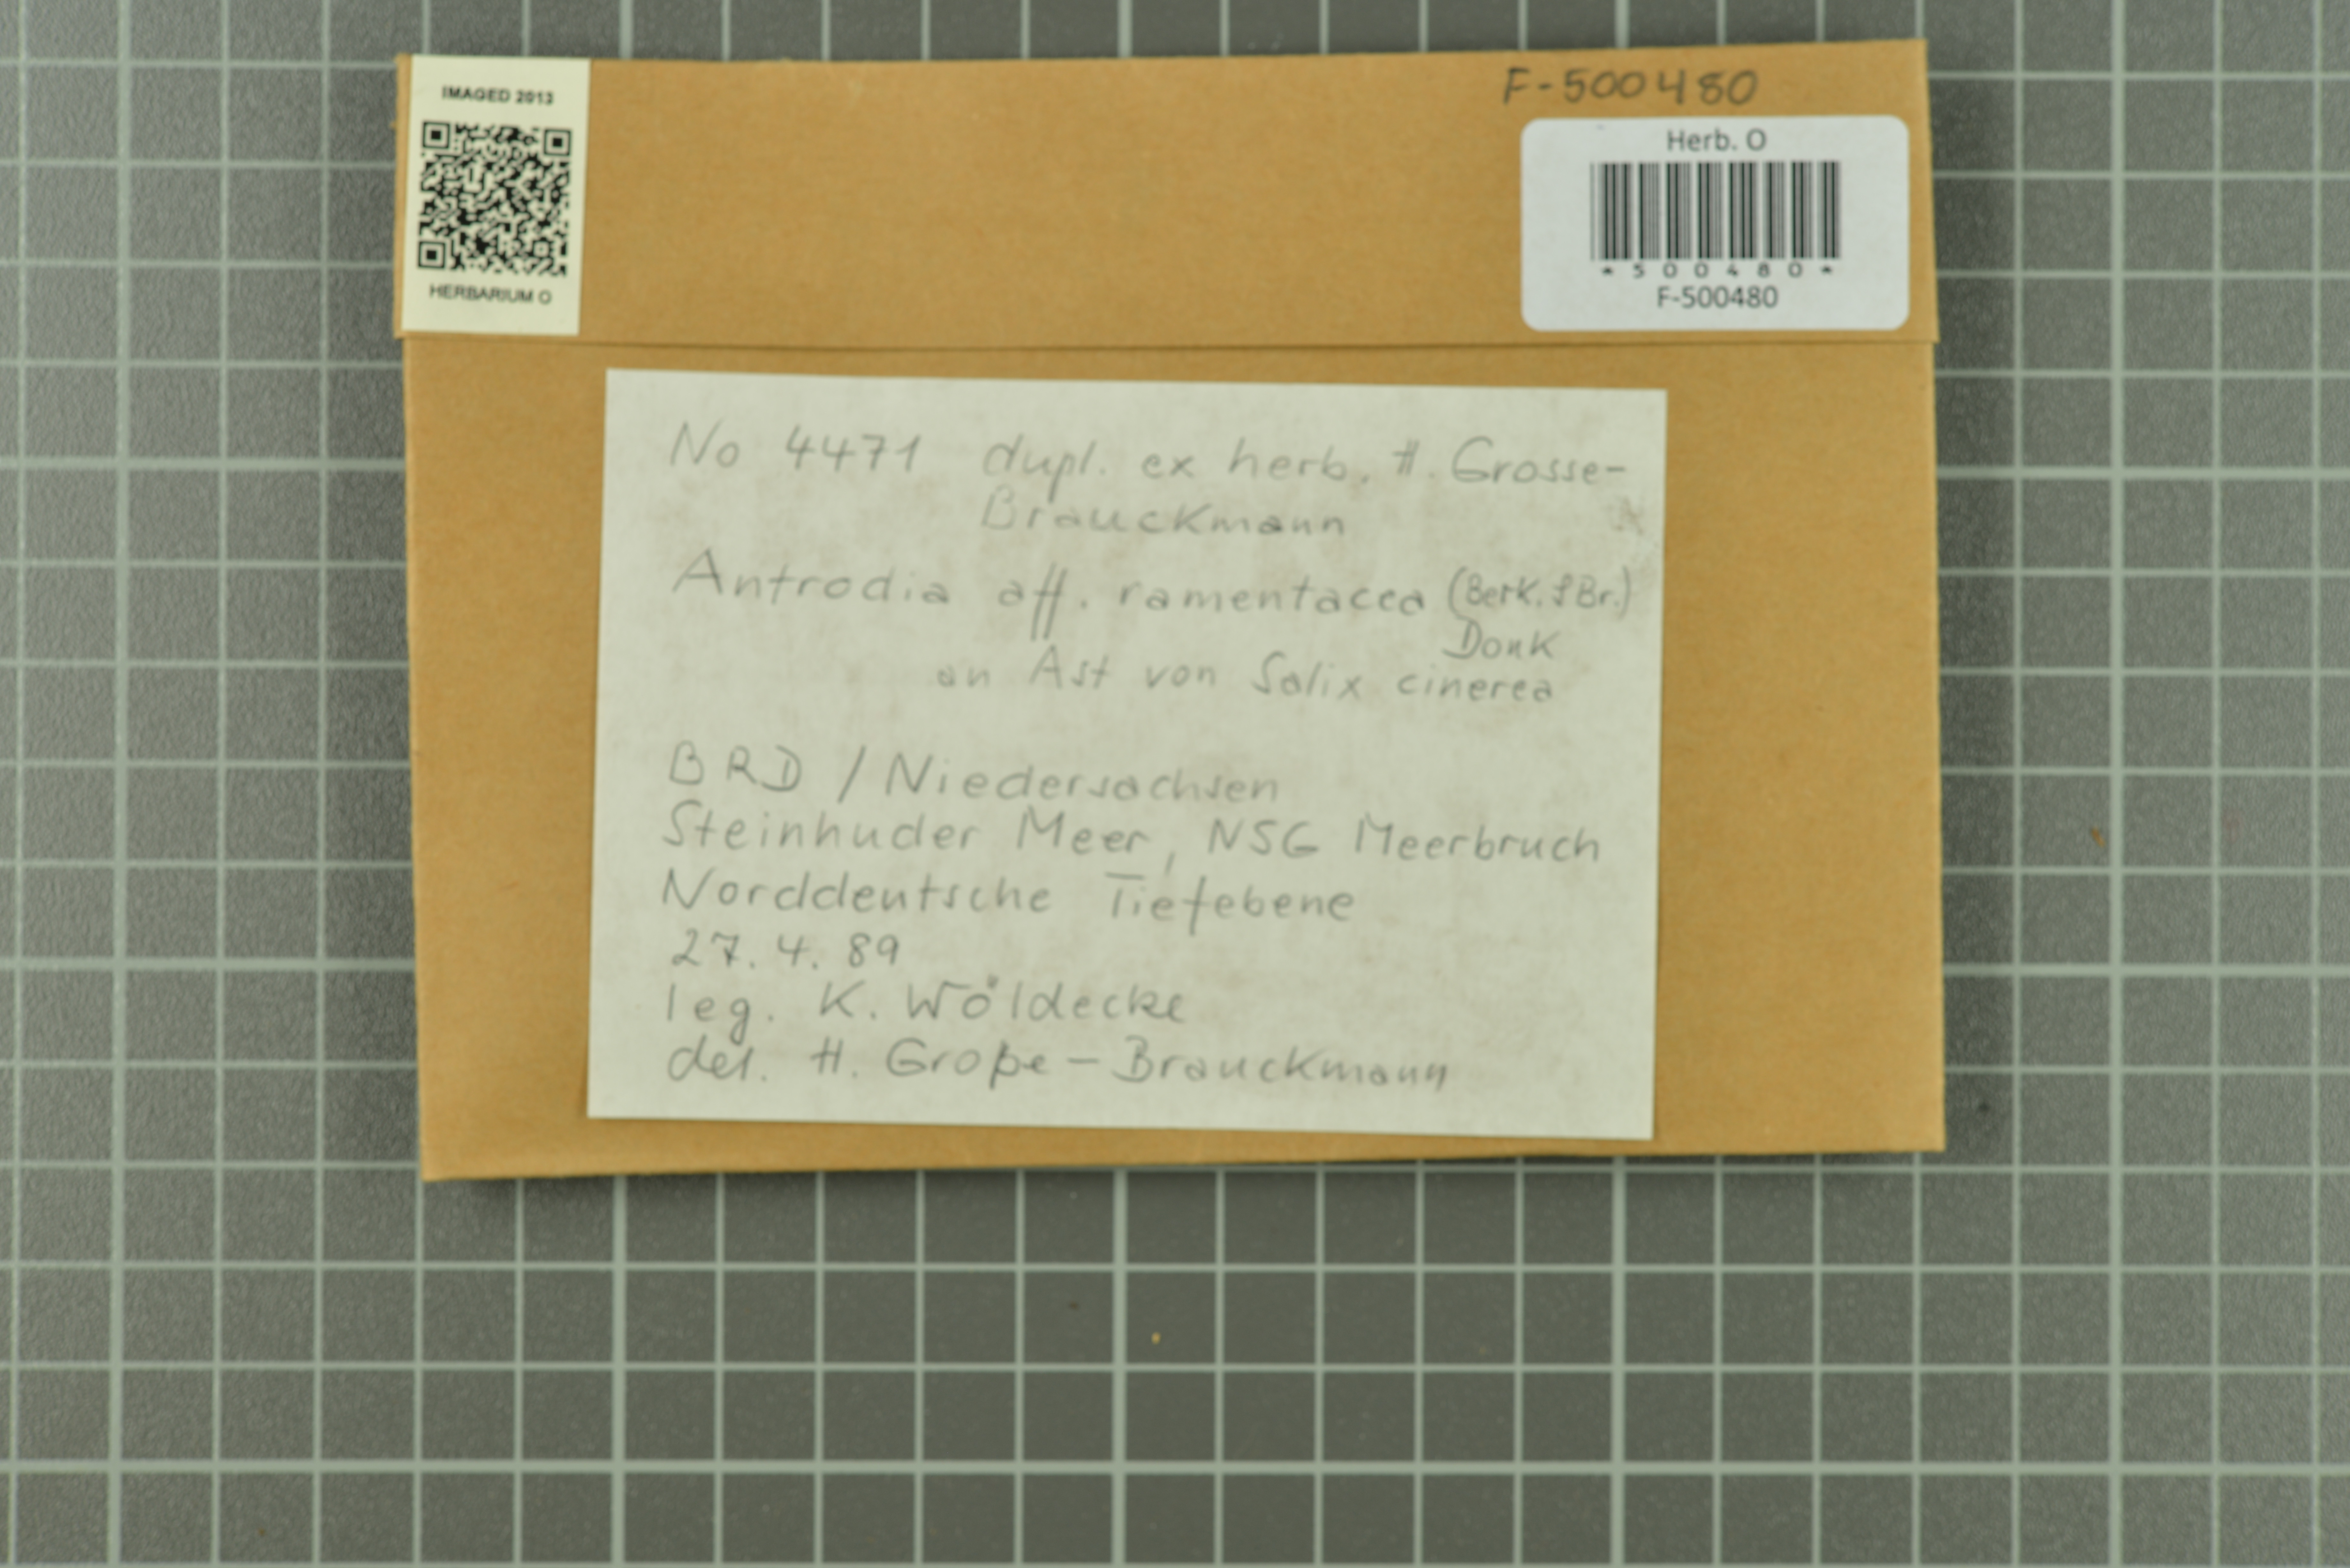 IMAGED 2013
HERBARIUM O
F-500480
Herb. O
*500480*
F-500480
No 4471 dupl. ex herb. H. Grosse-
Brauckmann
Antrodia aff. ramentacea (Berk. & Br.)
Donk
an Ast von Salix cinerea
BRD / Niedersachsen
Steinhuder Meer, NSG Meerbruch
Norddeutsche Tiefebene
27. 4. 89
leg. K. Wöldecke
det. H. Große - Brauckmann